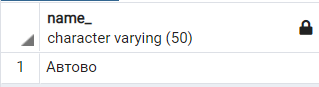 name_
character varying (50)
1 Автово